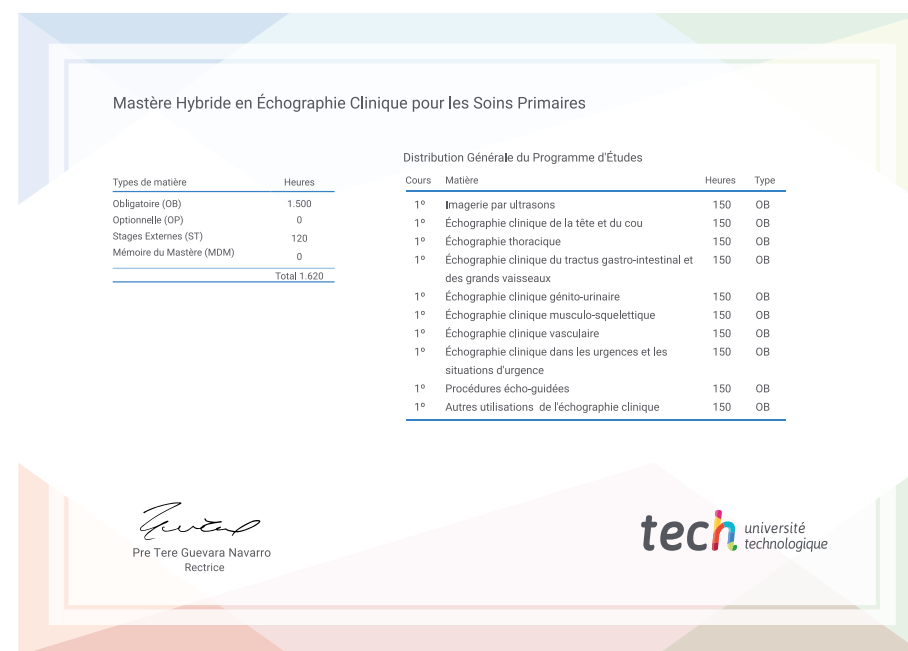 Mastère Hybride en Échographie Clinique pour les Soins Primaires
Types de matière Heures
Obligatoire (OB) 1.500
Optionnelle (OP) 0
Stages Externes (ST) 120
Mémoire du Mastère (MDM) 0
Total 1.620
Distribution Générale du Programme d'Études
Cours Matière Heures Type
1º Imagerie par ultrasons 150 OB
1º Échographie clinique de la tête et du cou 150 OB
1º Échographie thoracique 150 OB
1º Échographie clinique du tractus gastro-intestinal et 150 OB
des grands vaisseaux
1º Échographie clinique génito-urinaire 150 OB
1º Échographie clinique musculo-squelettique 150 OB
1º Échographie clinique vasculaire 150 OB
1º Échographie clinique dans les urgences et les 150 OB
situations d'urgence
1º Procédures écho-guidées 150 OB
1º Autres utilisations de l'échographie clinique 150 OB
Pre Tere Guevara Navarro
Rectrice
tech université
technologique